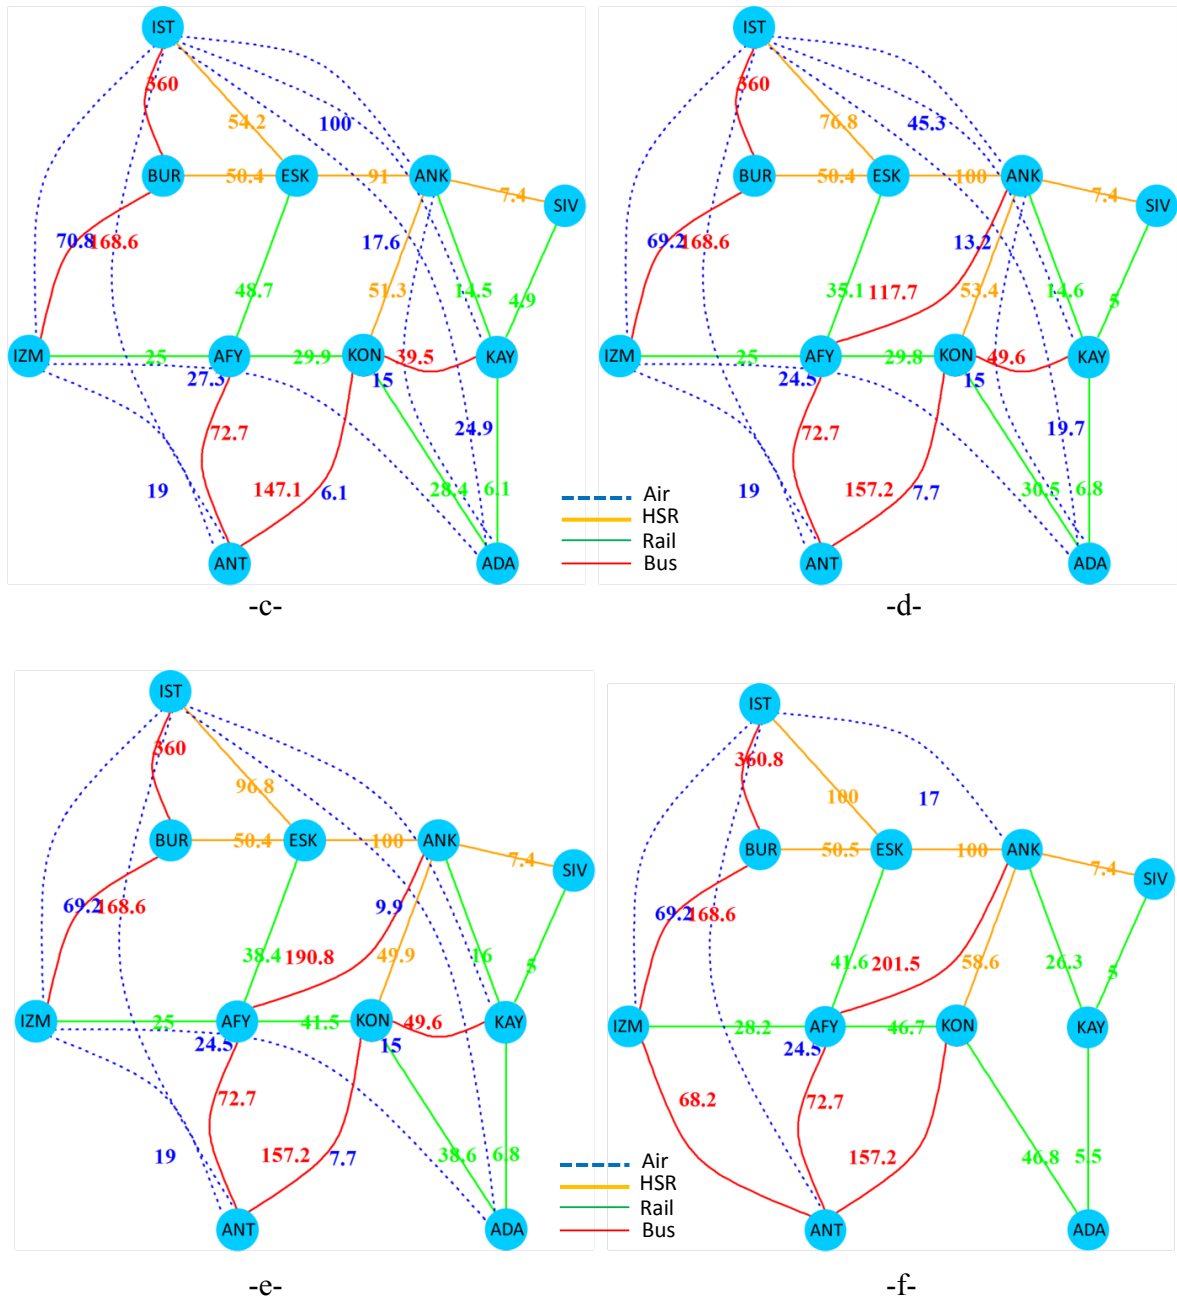 IST
360
54.2
100
BUR
50.4
ESK
91
ANK
7.4
SIV
70.8
168.6
17.6
48.7
51.3
14.5
4.9
IZM
25
AFY
29.9
KON
39.5
KAY
27.3
15
72.7
24.9
19
147.1
6.1
28.4
6.1
ANT
ADA
-c-
Air
HSR
Rail
Bus
IST
360
76.8
45.3
BUR
50.4
ESK
100
ANK
7.4
SIV
69.2
168.6
13.2
35.1
117.7
53.4
14.6
5
IZM
25
AFY
29.8
KON
49.6
KAY
24.5
15
72.7
19.7
19
157.2
7.7
30.5
6.8
ANT
ADA
-d-
IST
360
96.8
BUR
50.4
ESK
100
ANK
7.4
SIV
69.2
168.6
9.9
38.4
190.8
49.9
16
5
IZM
25
AFY
41.5
KON
49.6
KAY
24.5
15
72.7
19
157.2
7.7
38.6
6.8
ANT
ADA
-e-
Air
HSR
Rail
Bus
IST
360.8
100
17
BUR
50.5
ESK
100
ANK
7.4
SIV
69.2
168.6
41.6
201.5
58.6
26.3
5
IZM
28.2
AFY
46.7
KON
KAY
24.5
68.2
72.7
157.2
46.8
5.5
ANT
ADA
-f-